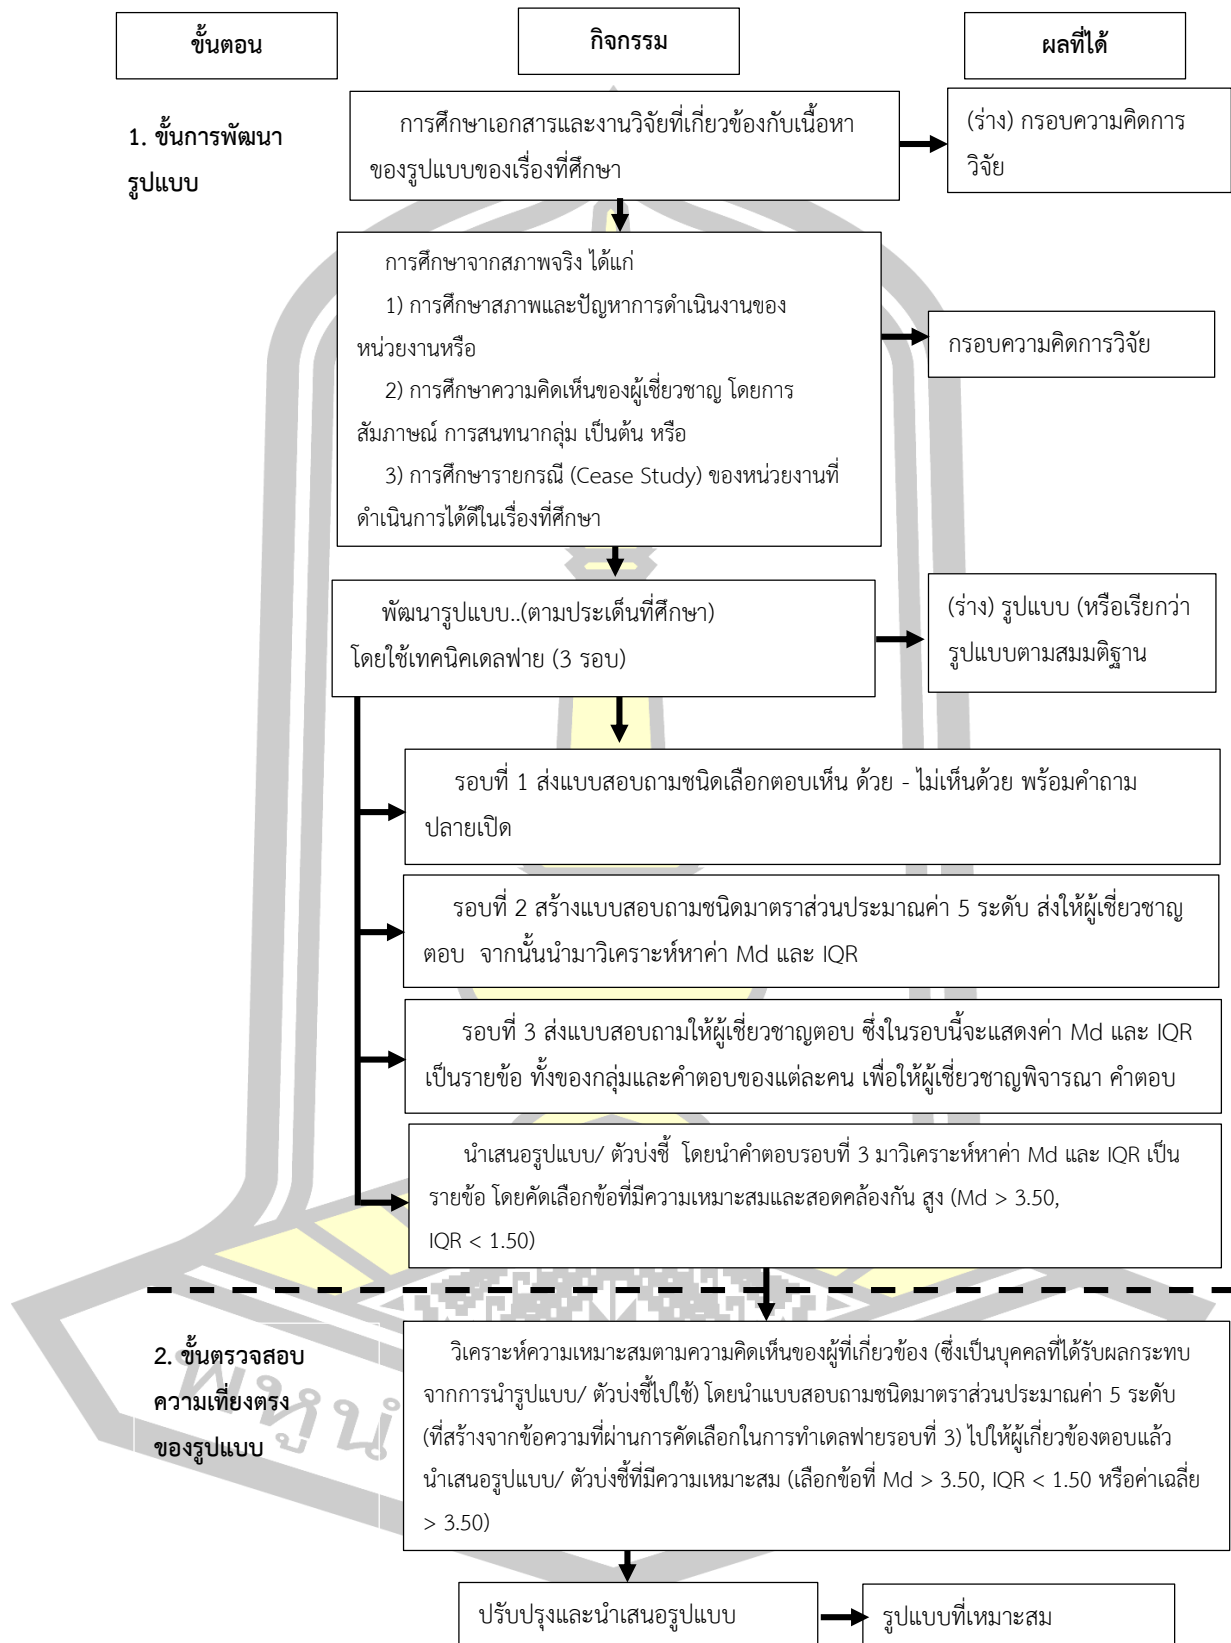 ขั้นตอน
กิจกรรม
ผลที่ได้
1. ขั้นการพัฒนา
รูปแบบ
การศึกษาเอกสารและงานวิจัยที่เกี่ยวข้องกับเนื้อหา
ของรูปแบบของเรื่องที่ศึกษา
(ร่าง) กรอบความคิดการ
วิจัย
การศึกษาจากสภาพจริง ได้แก่
1) การศึกษาสภาพและปัญหาการดำเนินงานของ
หน่วยงานหรือ
2) การศึกษาความคิดเห็นของผู้เชี่ยวชาญ โดยการ
สัมภาษณ์ การสนทนากลุ่ม เป็นต้น หรือ
3) การศึกษารายกรณี (Cease Study) ของหน่วยงานที่
ดำเนินการได้ดีในเรื่องที่ศึกษา
กรอบความคิดการวิจัย
พัฒนารูปแบบ..(ตามประเด็นที่ศึกษา)
โดยใช้เทคนิคเดลฟาย (3 รอบ)
(ร่าง) รูปแบบ (หรือเรียกว่า
รูปแบบตามสมมติฐาน
รอบที่ 1 ส่งแบบสอบถามชนิดเลือกตอบเห็น ด้วย - ไม่เห็นด้วย พร้อมคำถาม
ปลายเปิด
รอบที่ 2 สร้างแบบสอบถามชนิดมาตราส่วนประมาณค่า 5 ระดับ ส่งให้ผู้เชี่ยวชาญ
ตอบ จากนั้นนำมาวิเคราะห์หาค่า Md และ IQR
รอบที่ 3 ส่งแบบสอบถามให้ผู้เชี่ยวชาญตอบ ซึ่งในรอบนี้จะแสดงค่า Md และ IQR
เป็นรายข้อ ทั้งของกลุ่มและคำตอบของแต่ละคน เพื่อให้ผู้เชี่ยวชาญพิจารณา คำตอบ
นำเสนอรูปแบบ/ ตัวบ่งชี้ โดยนำคำตอบรอบที่ 3 มาวิเคราะห์หาค่า Md และ IQR เป็น
รายข้อ โดยคัดเลือกข้อที่มีความเหมาะสมและสอดคล้องกัน สูง (Md > 3.50,
IQR < 1.50)
2. ขั้นตรวจสอบ
ความเที่ยงตรง
ของรูปแบบ
วิเคราะห์ความเหมาะสมตามความคิดเห็นของผู้ที่เกี่ยวข้อง (ซึ่งเป็นบุคคลที่ได้รับผลกระทบ
จากการนำรูปแบบ/ ตัวบ่งชี้ไปใช้) โดยนำแบบสอบถามชนิดมาตราส่วนประมาณค่า 5 ระดับ
(ที่สร้างจากข้อความที่ผ่านการคัดเลือกในการทำเดลฟายรอบที่ 3) ไปให้ผู้เกี่ยวข้องตอบแล้ว
นำเสนอรูปแบบ/ ตัวบ่งชี้ที่มีความเหมาะสม (เลือกข้อที่ Md > 3.50, IQR < 1.50 หรือค่าเฉลี่ย
> 3.50)
พหูน
ปรับปรุงและนำเสนอรูปแบบ
รูปแบบที่เหมาะสม